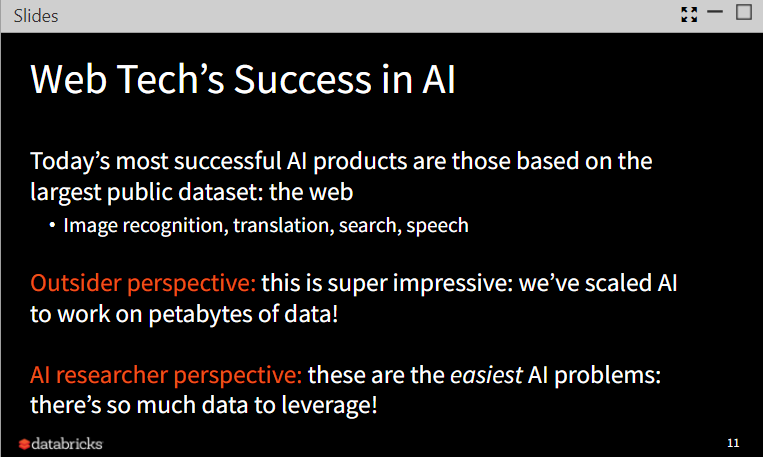 Slides
Web Tech's Success in AI
Today's most successful AI products are those based on the
largest public dataset: the web
• Image recognition, translation, search, speech
Outsider perspective: this is super impressive: we've scaled AI
to work on petabytes of data!
AI researcher perspective: these are the easiest AI problems:
there's so much data to leverage!
databricks
11